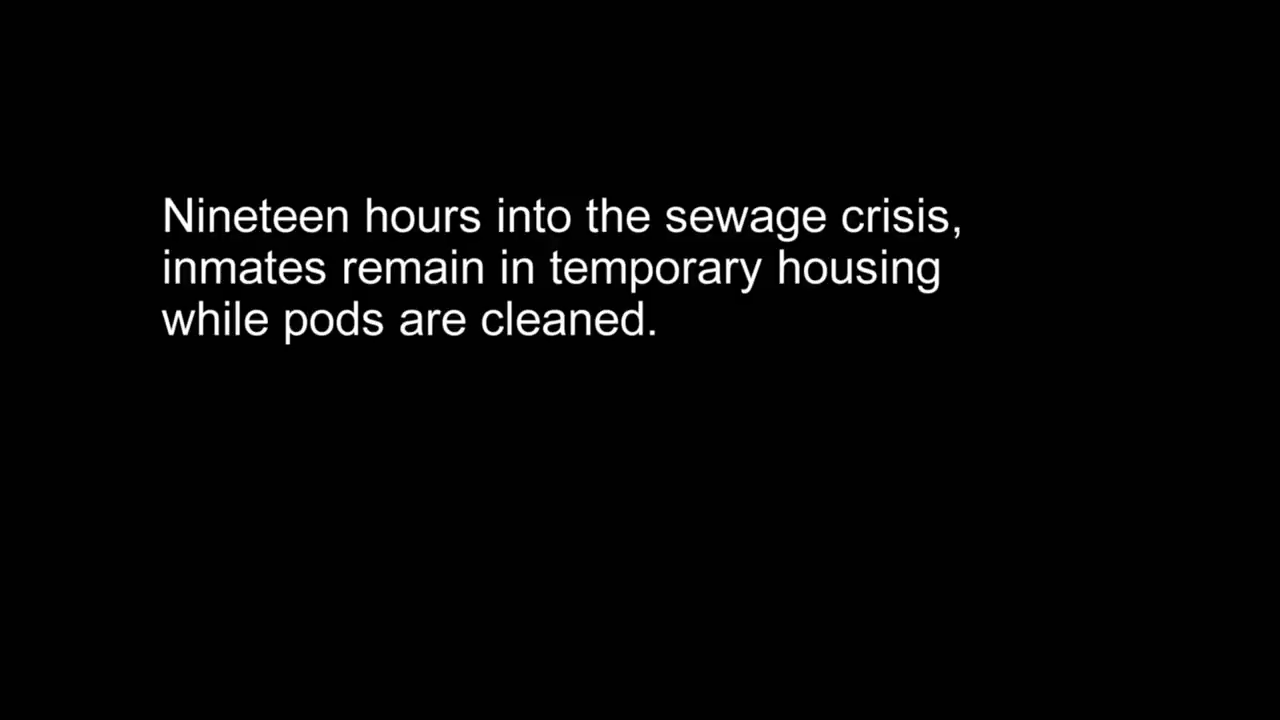 Nineteen hours into the sewage crisis,
inmates remain in temporary housing
while pods are cleaned.